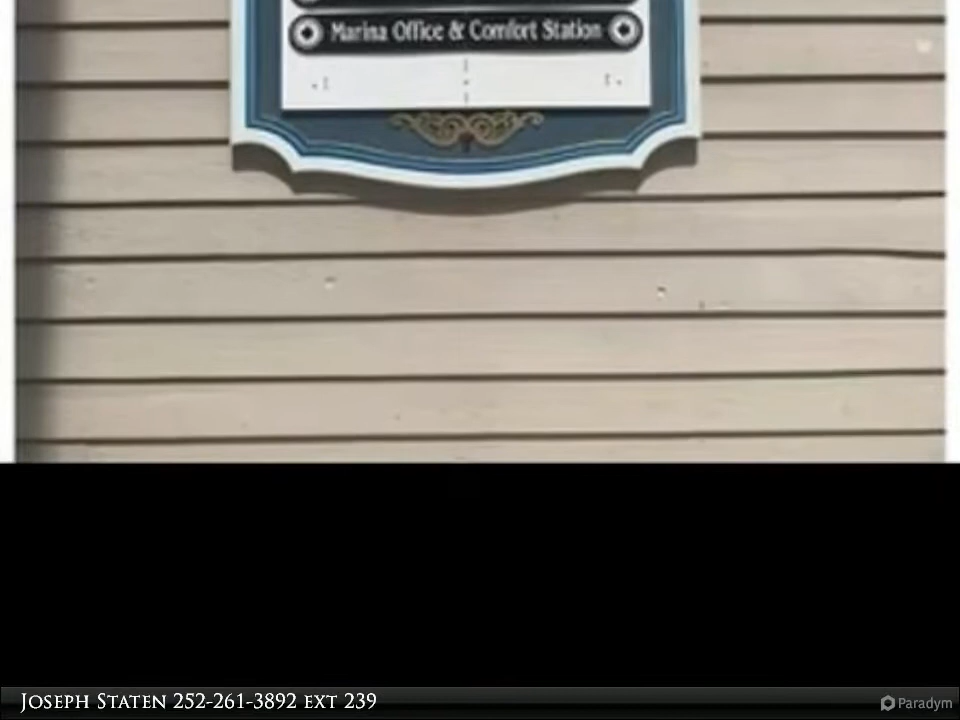 Marina Office & Comfort Station
Joseph Staten 252-261-3892 ext 239
Paradym